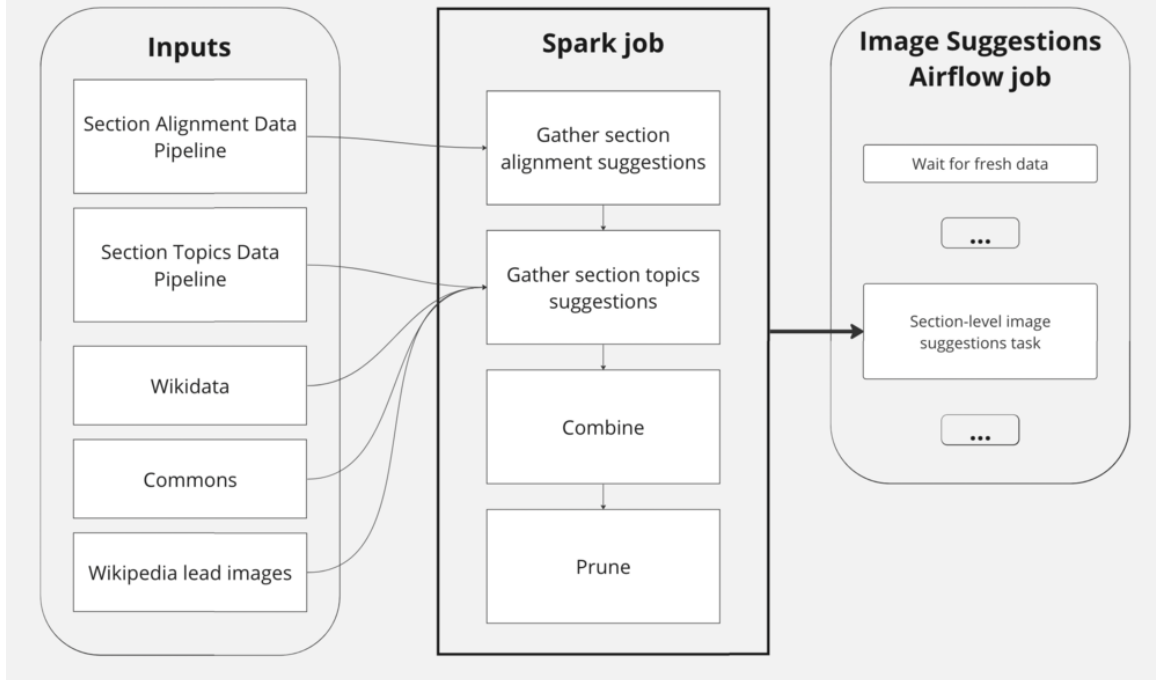 Inputs
Section Alignment Data
Pipeline
Section Topics Data
Pipeline
Wikidata
Commons
Wikipedia lead images
Spark job
Gather section
alignment suggestions
Gather section topics
suggestions
Combine
Prune
Image Suggestions
Airflow job
Wait for fresh data
...
Section-level image
suggestions task
...